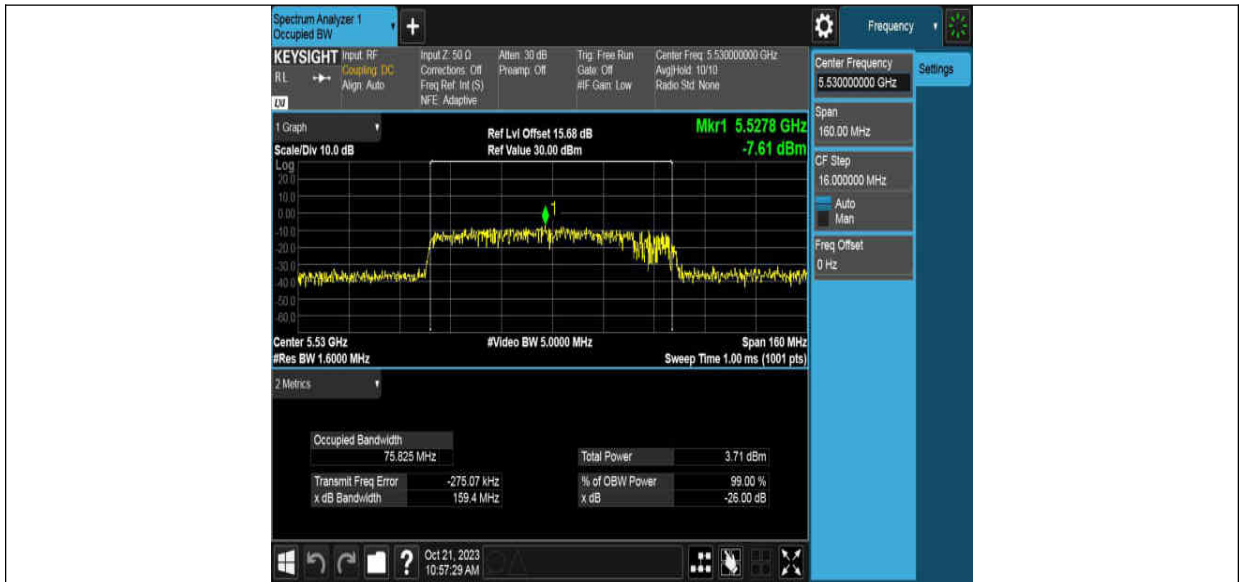 Spectrum Analyzer 1
Occupied BW
+
Frequency
KEYSIGHT
RL
LXI
Input: RF
Coupling: DC
Align: Auto
Input Z: 50 Ω
Corrections: Off
Freq Ref: Int (S)
NFE: Adaptive
Atten: 30 dB
Preamp: Off
Trig: Free Run
Gate: Off
#IF Gain: Low
Center Freq: 5.530000000 GHz
Avg|Hold: 10/10
Radio Std: None
Center Frequency
5.530000000 GHz
Settings
Span
160.00 MHz
CF Step
16.000000 MHz
Auto
Man
Freq Offset
0 Hz
1 Graph
Scale/Div 10.0 dB
Ref Lvl Offset 15.68 dB
Ref Value 30.00 dBm
Mkr1 5.5278 GHz
-7.61 dBm
Log
20.0
10.0
0.00
-10.0
-20.0
-30.0
-40.0
-50.0
-60.0
1
Center 5.53 GHz
#Video BW 5.0000 MHz
Span 160 MHz
#Res BW 1.6000 MHz
Sweep Time 1.00 ms (1001 pts)
2 Metrics
Occupied Bandwidth
75.825 MHz
Total Power 3.71 dBm
Transmit Freq Error -275.07 kHz
% of OBW Power 99.00 %
x dB Bandwidth 159.4 MHz
x dB -26.00 dB
?
Oct 21, 2023
10:57:29 AM